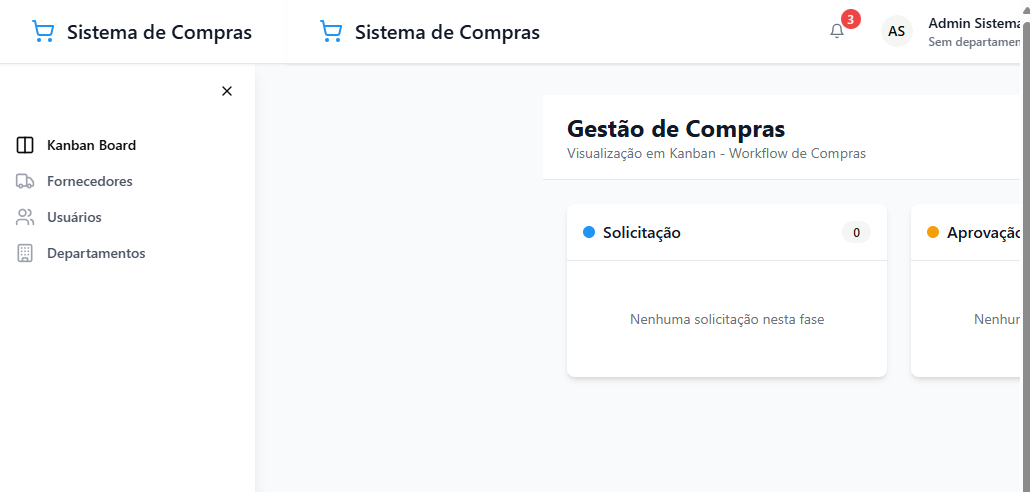 Sistema de Compras
Sistema de Compras
3
AS
Admin Sistema
Sem departamen
Kanban Board
Fornecedores
Usuários
Departamentos
Gestão de Compras
Visualização em Kanban - Workflow de Compras
Solicitação
0
Aprovação
Nenhuma solicitação nesta fase
Nenhur